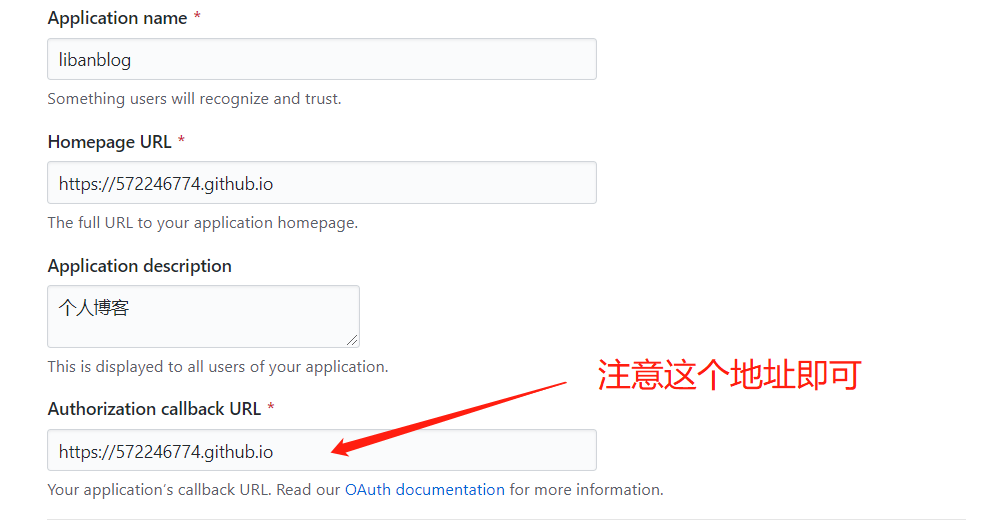 Application name *
libanblog
Something users will recognize and trust.
Homepage URL *
https://572246774.github.io
The full URL to your application homepage.
Application description
个人博客
This is displayed to all users of your application.
注意这个地址即可
Authorization callback URL *
https://572246774.github.io
Your application's callback URL. Read our OAuth documentation for more information.